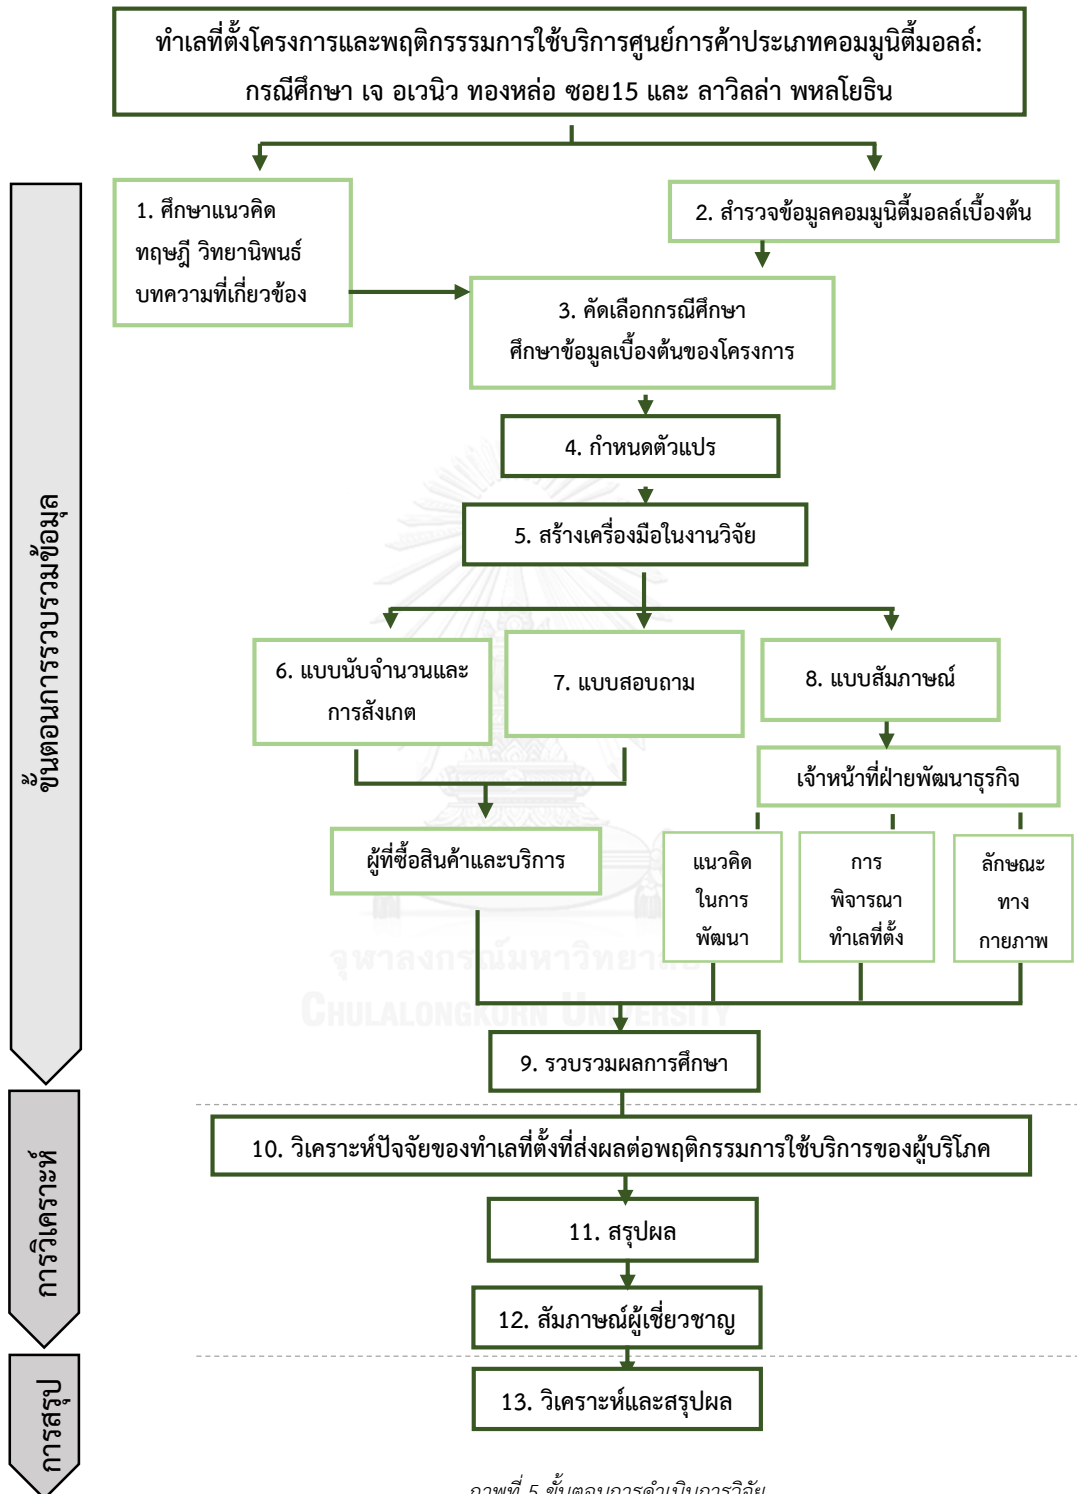 ทำเลที่ตั้งโครงการและพฤติกรรรมการใช้บริการศูนย์การค้าประเภทคอมมูนิตี้มอลล์:
กรณีศึกษา เจ อเวนิว ทองหล่อ ซอย15 และ ลาวิลล่า พหลโยธิน
1. ศึกษาแนวคิด
ทฤษฎี วิทยานิพนธ์
บทความที่เกี่ยวข้อง
2. สำรวจข้อมูลคอมมูนิตี้มอลล์เบื้องต้น
3. คัดเลือกกรณีศึกษา
ศึกษาข้อมูลเบื้องต้นของโครงการ
4. กำหนดตัวแปร
5. สร้างเครื่องมือในงานวิจัย
6. แบบนับจำนวนและ
การสังเกต
7. แบบสอบถาม
8. แบบสัมภาษณ์
เจ้าหน้าที่ฝ่ายพัฒนาธุรกิจ
ผู้ที่ซื้อสินค้าและบริการ
แนวคิด
ในการ
พัฒนา
การ
พิจารณา
ทำเลที่ตั้ง
ลักษณะ
ทาง
กายภาพ
จุฬาลงกรณ์มหาวิทยาลัย
CHULALONGKORN UNIVERSITY
9. รวบรวมผลการศึกษา
ขั้นตอนการรวบรวมข้อมูล
10. วิเคราะห์ปัจจัยของทำเลที่ตั้งที่ส่งผลต่อพฤติกรรมการใช้บริการของผู้บริโภค
11. สรุปผล
12. สัมภาษณ์ผู้เชี่ยวชาญ
การวิเคราะห์
13. วิเคราะห์และสรุปผล
การสรุป
ภาพที่ 5 ขั้นตอนการดำเนินการวิจัย